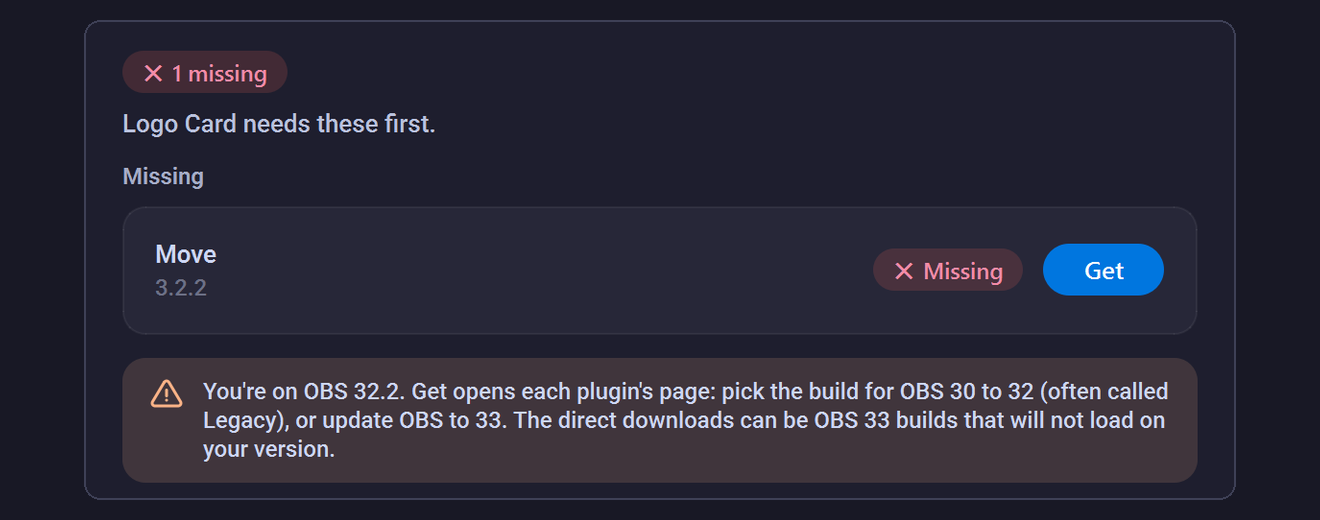 1 missing
Logo Card needs these first.
Missing
Move
3.2.2
Missing
Get
You're on OBS 32.2. Get opens each plugin's page: pick the build for OBS 30 to 32 (often called
Legacy), or update OBS to 33. The direct downloads can be OBS 33 builds that will not load on
your version.